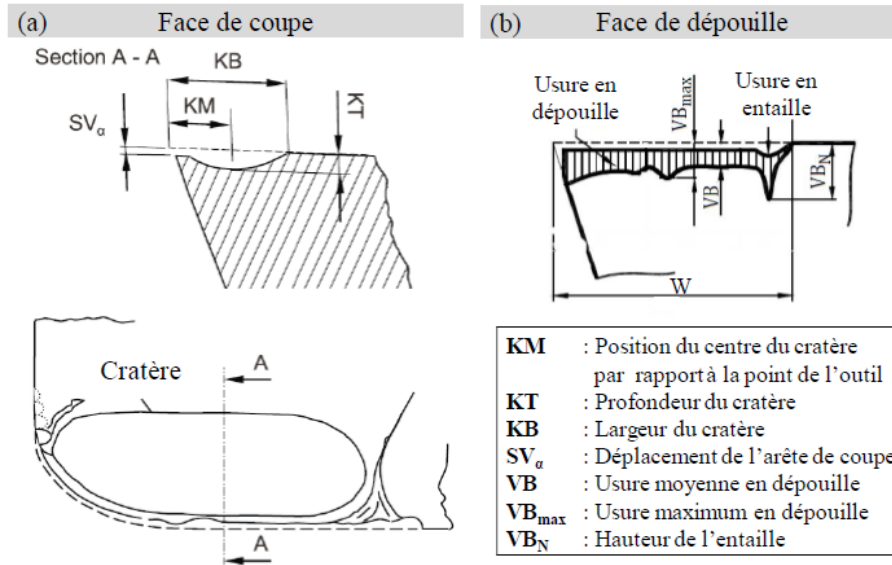 (a) Face de coupe
Section A - A
KB
KM
KT
SVα
Cratère
A
A
(b) Face de dépouille
Usure en
dépouille
VBmax
Usure en
entaille
VB
VBN
W
KM : Position du centre du cratère
par rapport à la point de l'outil
KT : Profondeur du cratère
KB : Largeur du cratère
SVα : Déplacement de l'arête de coupe
VB : Usure moyenne en dépouille
VBmax : Usure maximum en dépouille
VBN : Hauteur de l'entaille